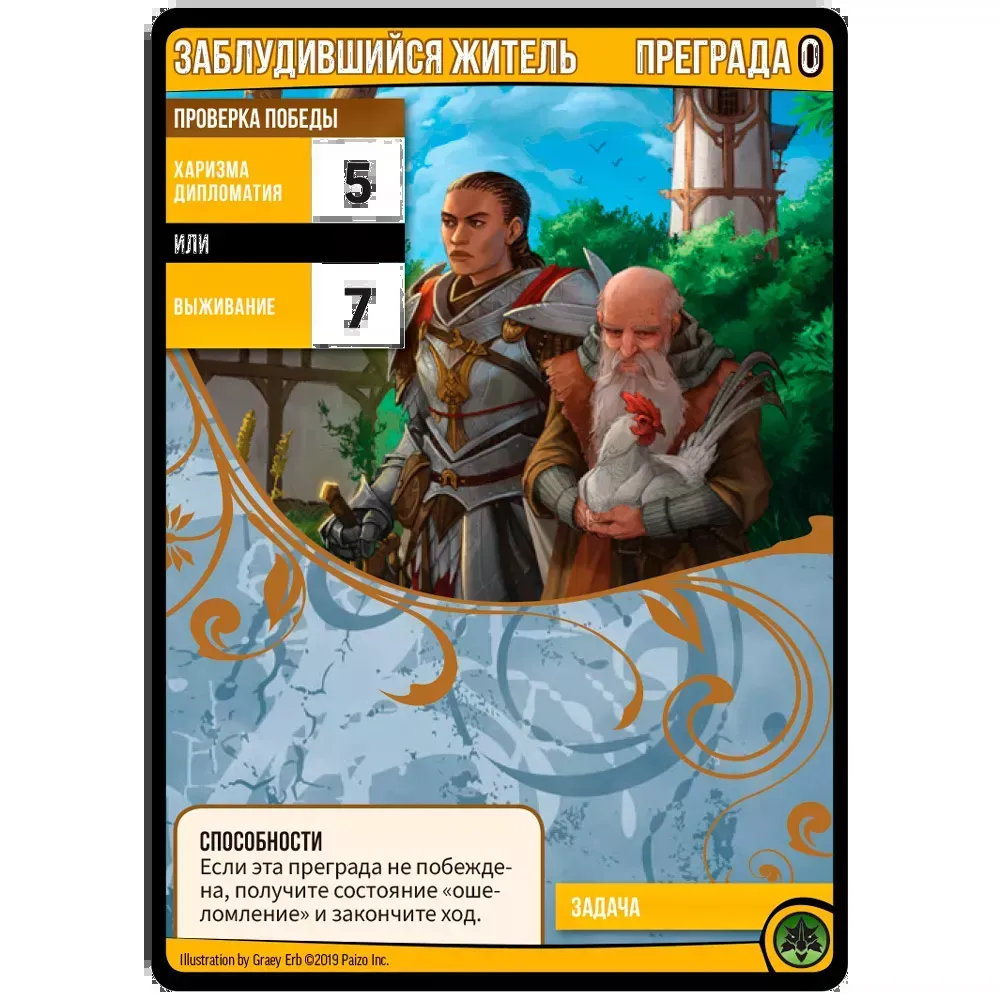 ЗАБЛУДИВШИЙСЯ ЖИТЕЛЬ ПРЕГРАДА 0
ПРОВЕРКА ПОБЕДЫ
ХАРИЗМА
ДИПЛОМАТИЯ
5
ИЛИ
ВЫЖИВАНИЕ
7
СПОСОБНОСТИ
Если эта преграда не побежде-
на, получите состояние «оше-
ломление» и закончите ход.
ЗАДАЧА
Illustration by Graey Erb ©2019 Paizo Inc.